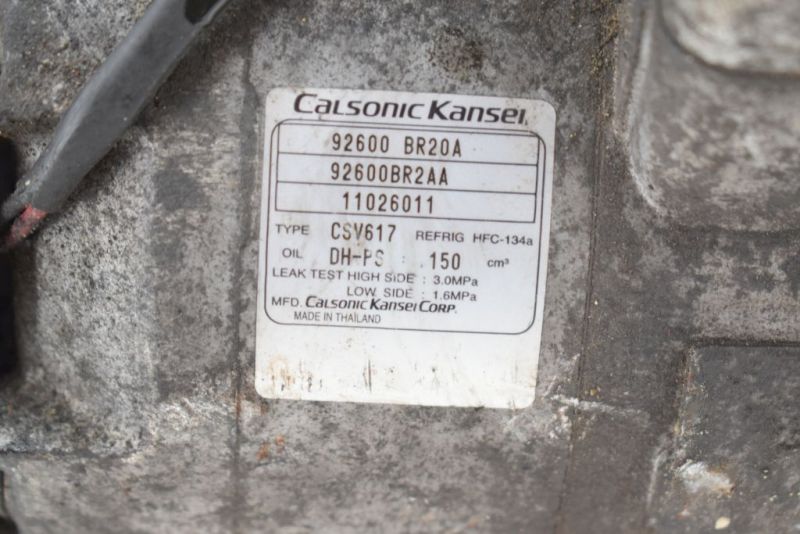 Calsonic Kansei
92600 BR20A
92600BR2AA
11026011
TYPE CSV617 REFRIG HFC-134a
OIL DH-PS : 150 cm³
LEAK TEST HIGH SIDE : 3.0MPa
LOW SIDE : 1.6MPa
MFD. Calsonic Kansei Corp.
MADE IN THAILAND